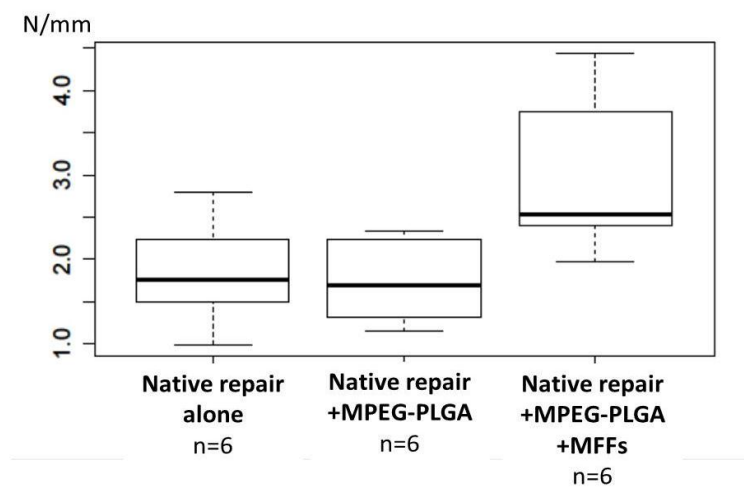 N/mm
4.0
3.0
2.0
1.0
Native repair
alone
n=6
Native repair
+MPEG-PLGA
n=6
Native repair
+MPEG-PLGA
+MFFs
n=6